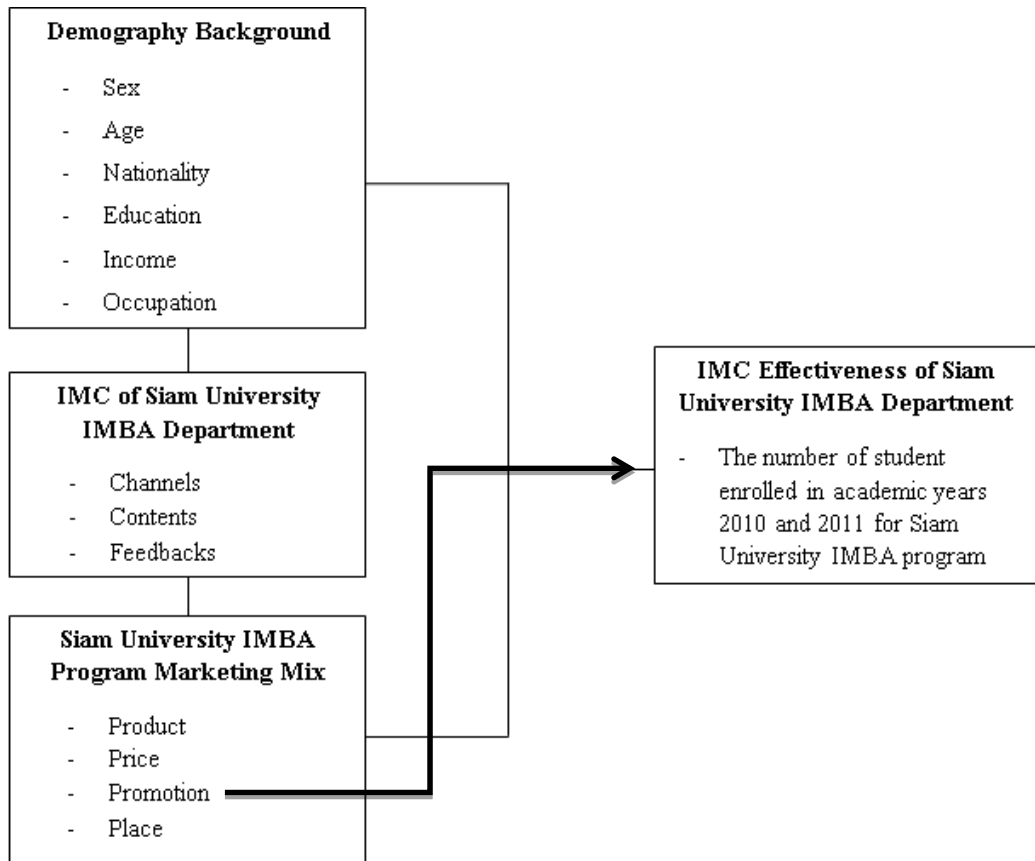 Demography Background
- Sex
- Age
- Nationality
- Education
- Income
- Occupation
IMC of Siam University
IMBA Department
- Channels
- Contents
- Feedbacks
Siam University IMBA
Program Marketing Mix
- Product
- Price
- Promotion
- Place
IMC Effectiveness of Siam
University IMBA Department
- The number of student
enrolled in academic years
2010 and 2011 for Siam
University IMBA program